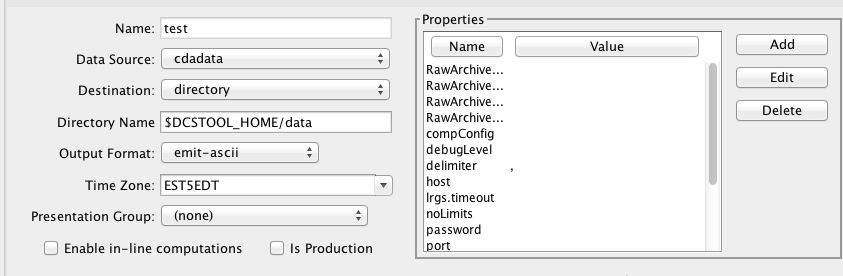 Name: test
Data Source: cdadata
Destination: directory
Directory Name $DCSTOOL_HOME/data
Output Format: emit-ascii
Time Zone: EST5EDT
Presentation Group: (none)
Enable in-line computations Is Production
Properties
Name Value
RawArchive...
RawArchive...
RawArchive...
RawArchive...
compConfig
debugLevel
delimiter ,
host
lrgs.timeout
noLimits
password
port
Add
Edit
Delete